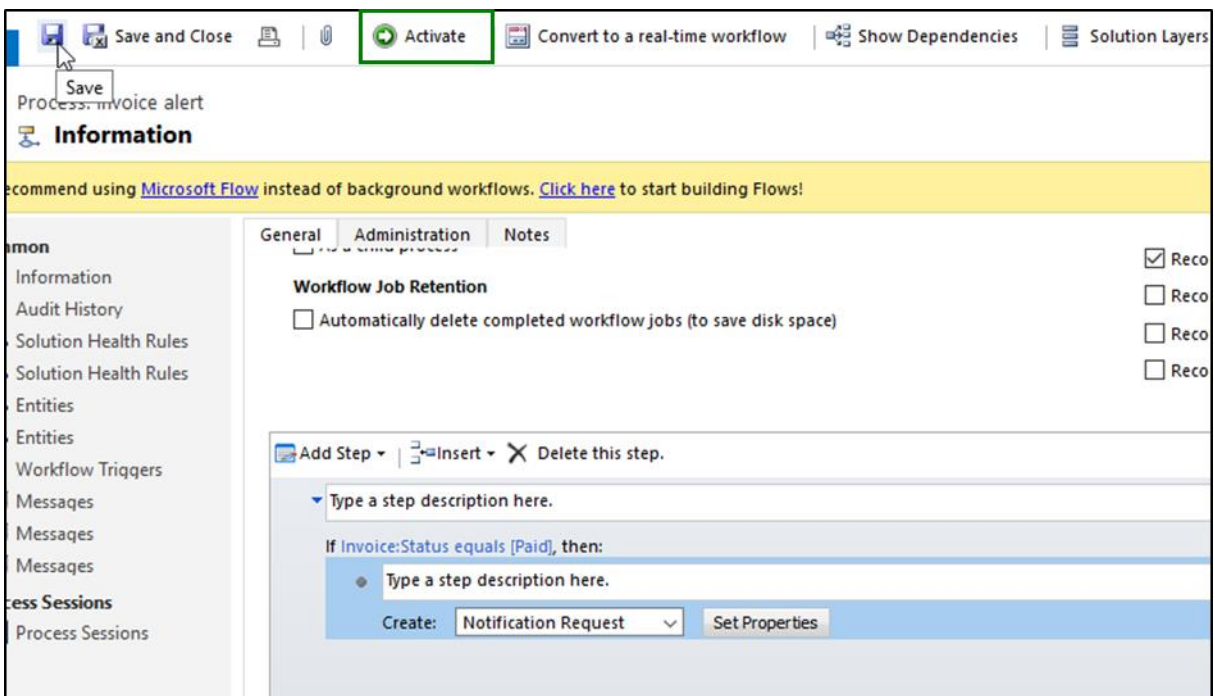 Save and Close Activate Convert to a real-time workflow Show Dependencies Solution Layers
Save
Process: Invoice alert
Information
ecommend using Microsoft Flow instead of background workflows. Click here to start building Flows!
General Administration Notes
mmon
Information
Audit History
Solution Health Rules
Solution Health Rules
Entities
Entities
Workflow Triggers
Messages
Messages
Messages
cess Sessions
Process Sessions
As a child process
Workflow Job Retention
Automatically delete completed workflow jobs (to save disk space)
Reco
Reco
Reco
Reco
Add Step Insert Delete this step.
Type a step description here.
If Invoice:Status equals [Paid], then:
Type a step description here.
Create: Notification Request Set Properties